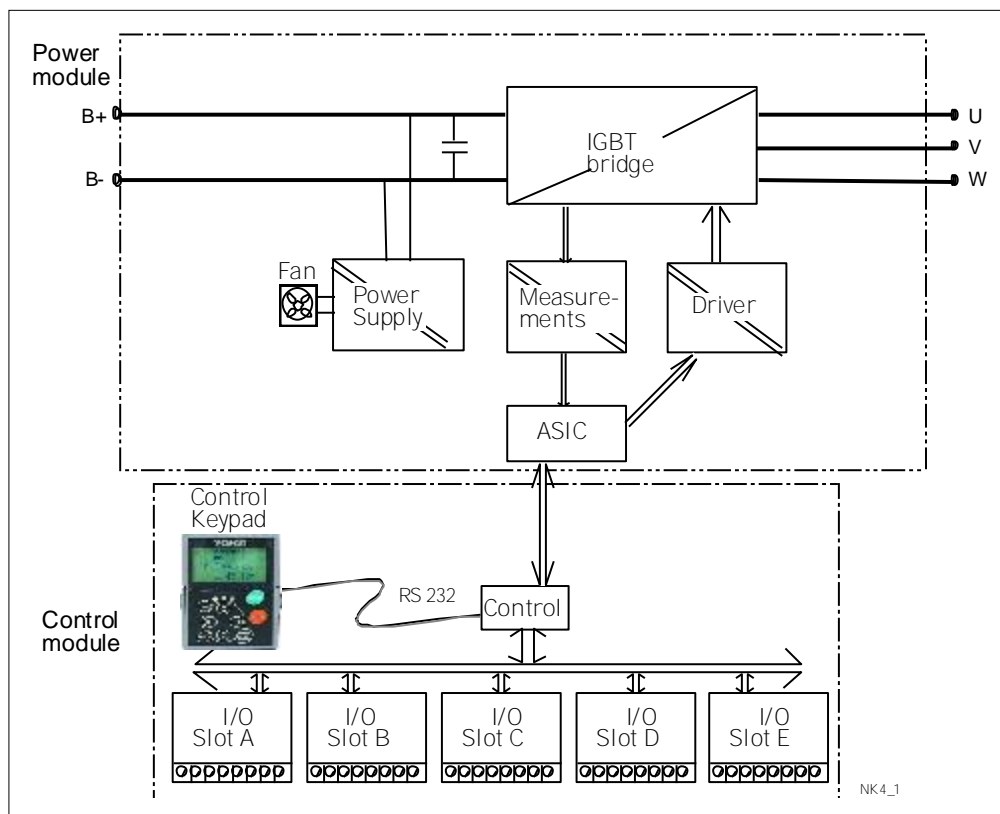 Power
module
B+
B-
IGBT
bridge
U
V
W
Fan
Power
Supply
Measure-
ments
Driver
ASIC
Control
Keypad
RS 232
Control
Control
module
I/O
Slot A
I/O
Slot B
I/O
Slot C
I/O
Slot D
I/O
Slot E
NK4_1